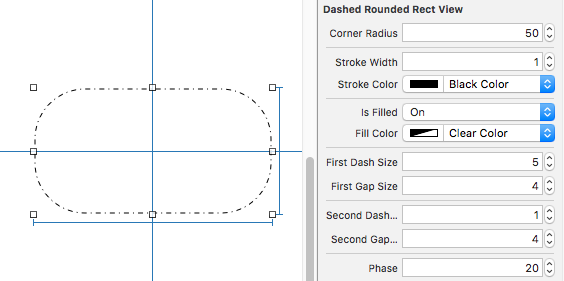 Dashed Rounded Rect View
Corner Radius 50
Stroke Width 1
Stroke Color Black Color
Is Filled On
Fill Color Clear Color
First Dash Size 5
First Gap Size 4
Second Dash... 1
Second Gap... 4
Phase 20